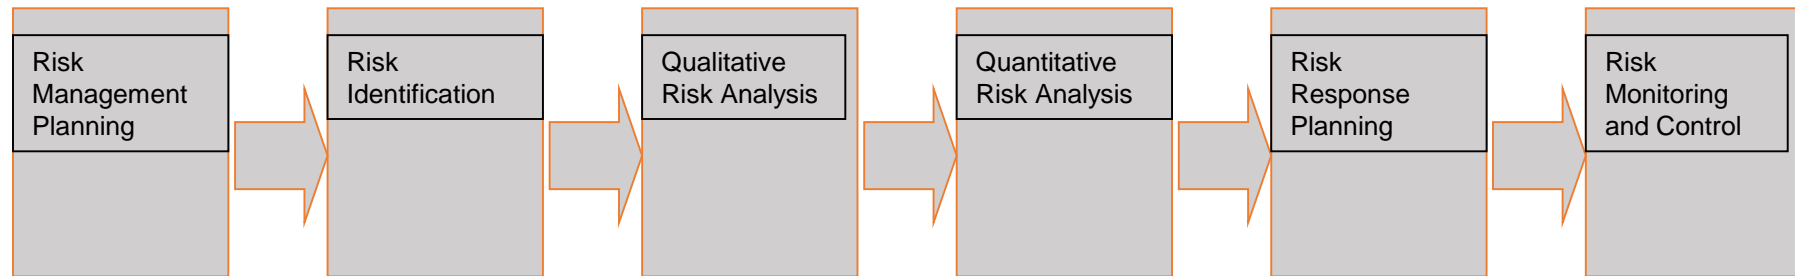 Risk
Management
Planning
Risk
Identification
Qualitative
Risk Analysis
Quantitative
Risk Analysis
Risk
Response
Planning
Risk
Monitoring
and Control